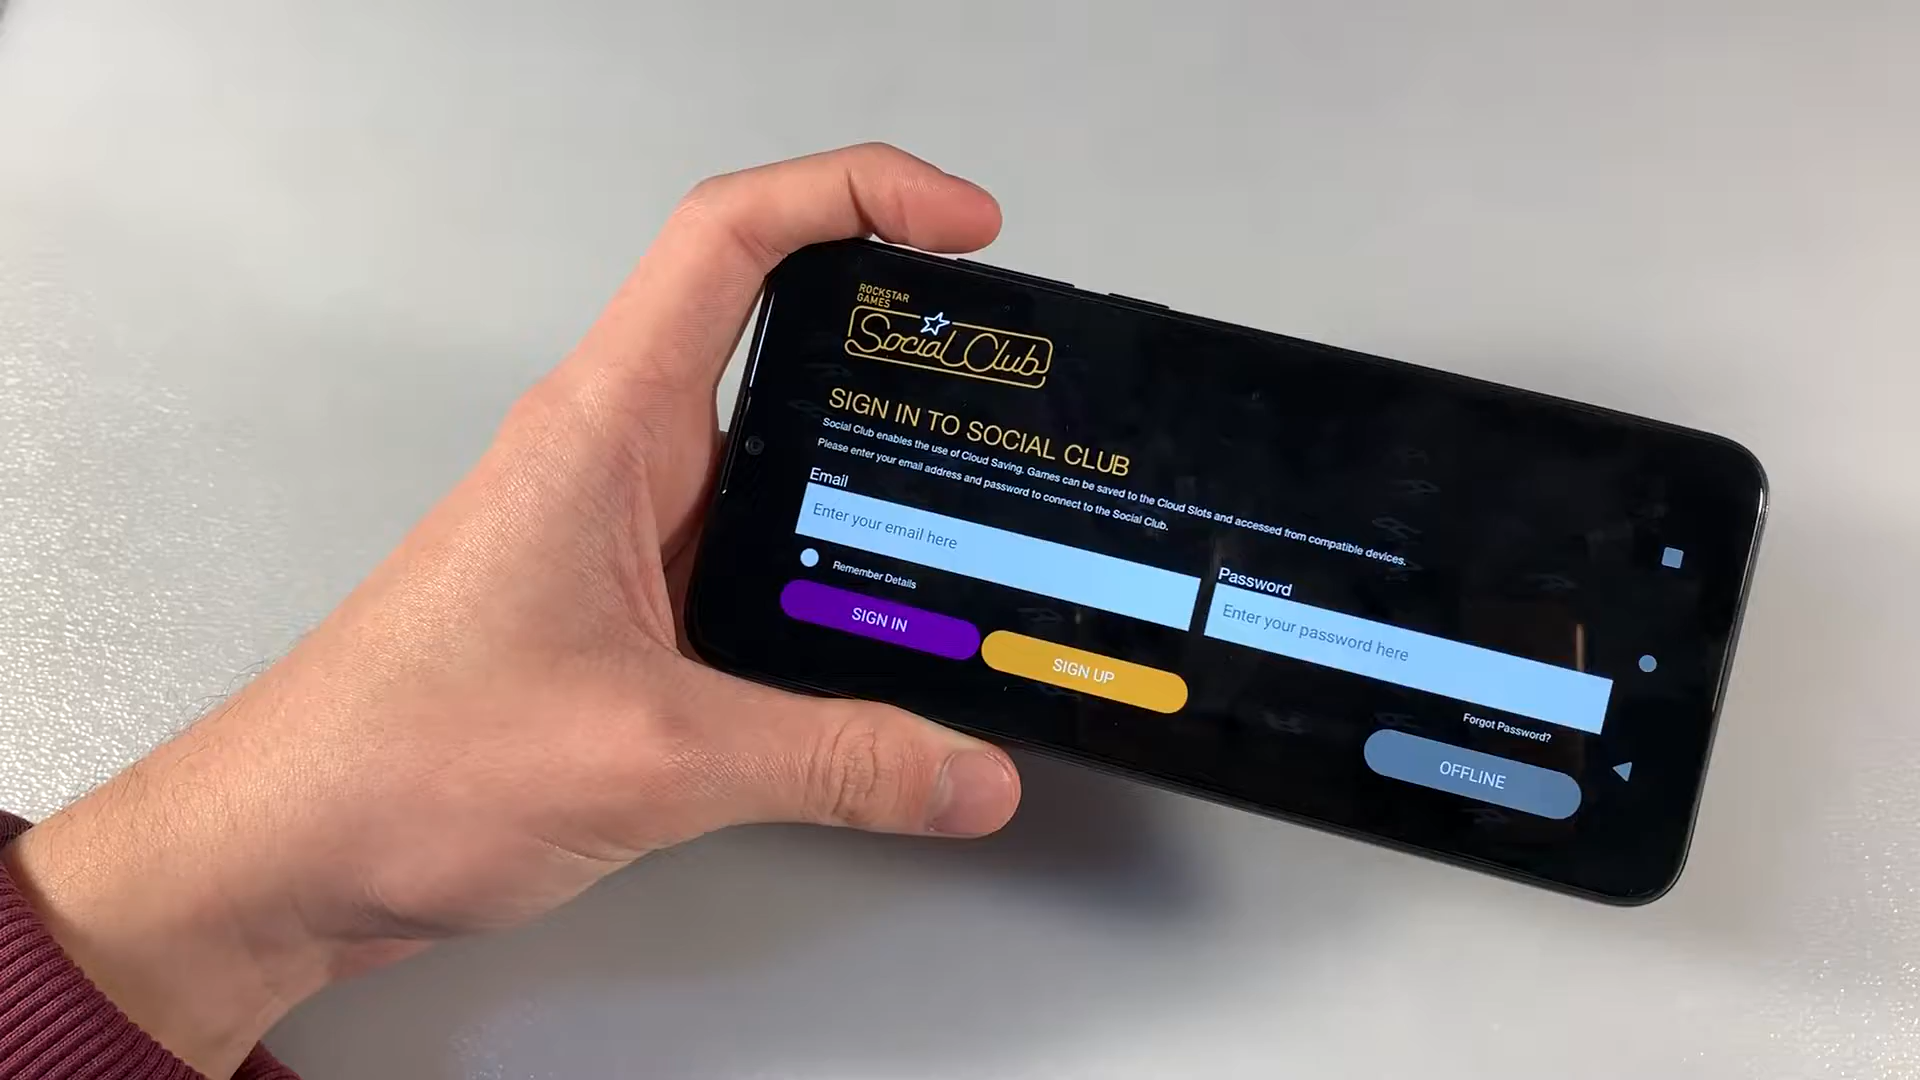 ROCKSTAR
GAMES
Social Club
SIGN IN TO SOCIAL CLUB
Social Club enables the use of Cloud Saving. Games can be saved to the Cloud Slots and accessed from compatible devices.
Please enter your email address and password to connect to the Social Club.
Email
Enter your email here
Password
Enter your password here
Remember Details
Forgot Password?
SIGN IN
SIGN UP
OFFLINE